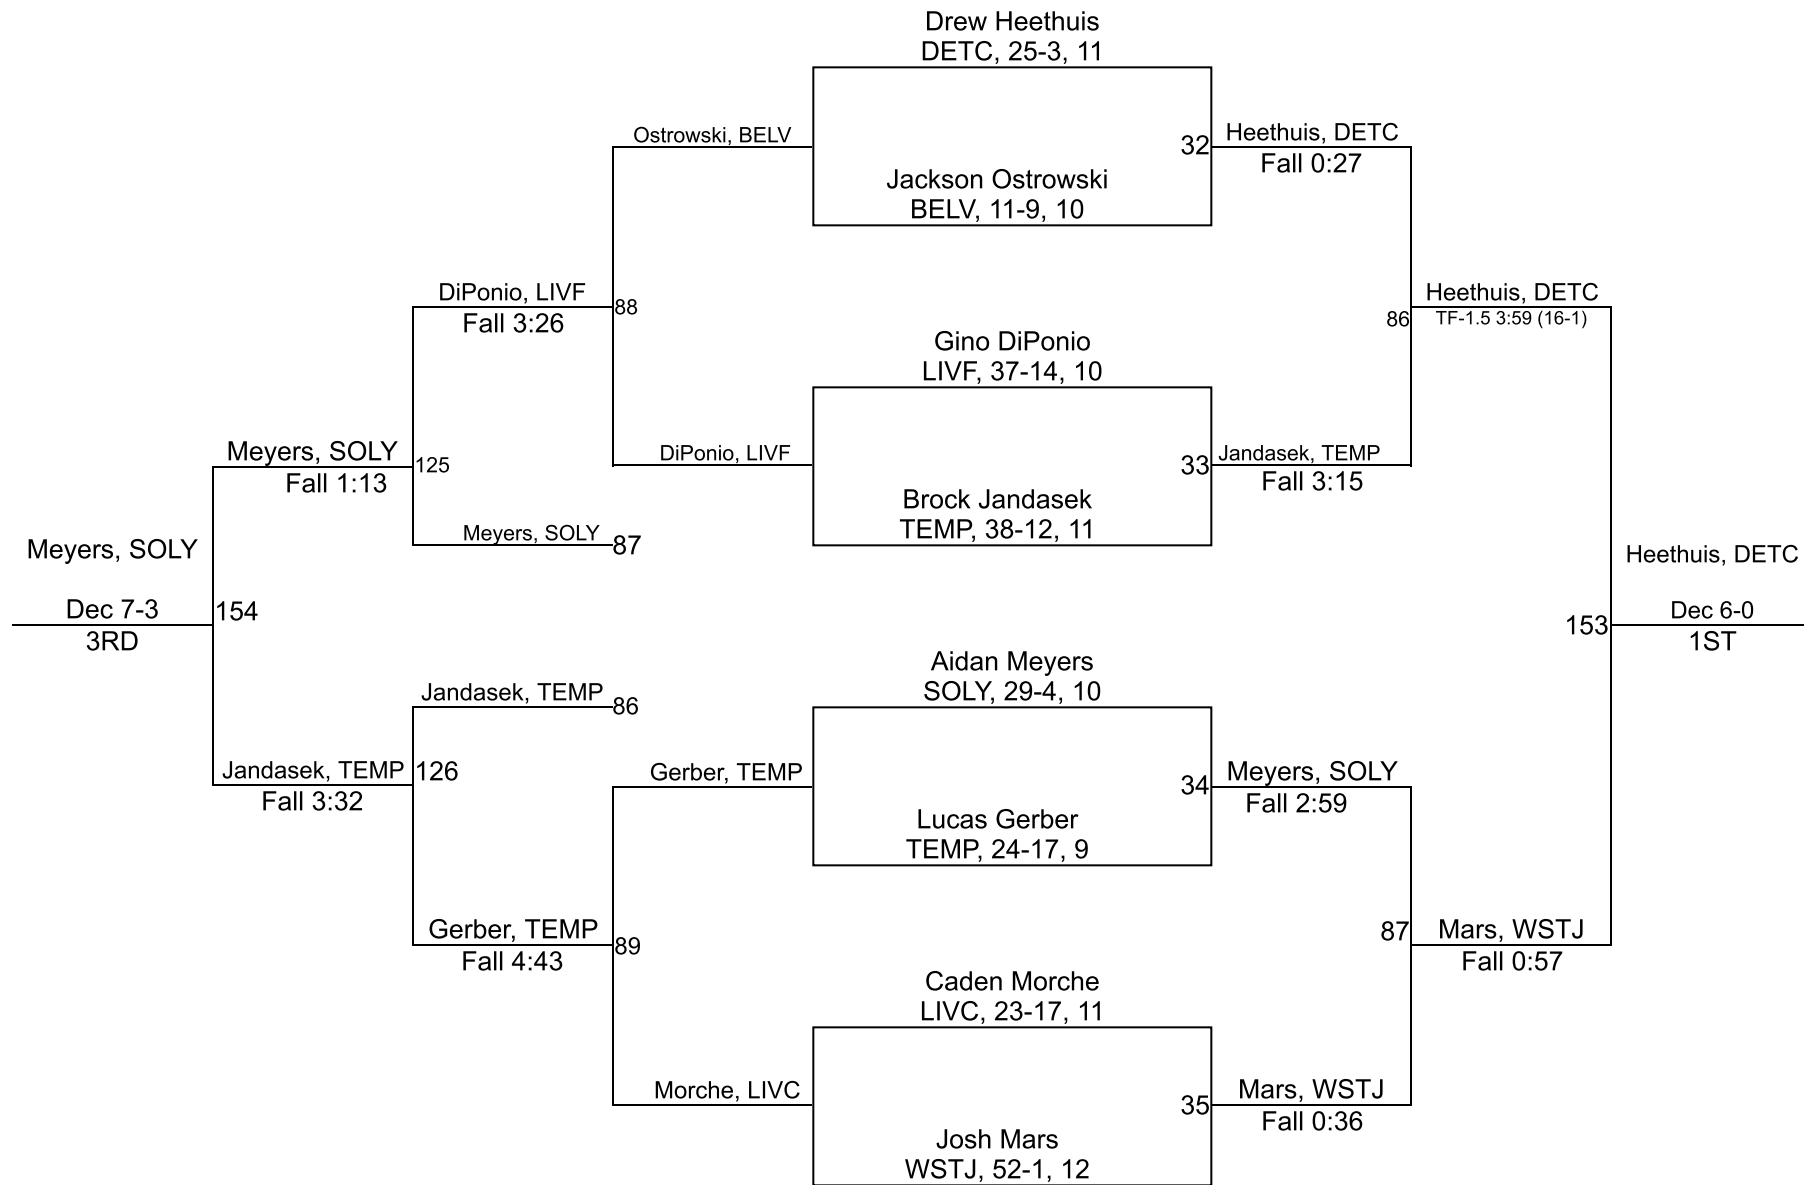 Drew Heethuis
DETC, 25-3, 11
Ostrowski, BELV
32
Heethuis, DETC
Fall 0:27
Jackson Ostrowski
BELV, 11-9, 10
DiPonio, LIVF
Fall 3:26
88
86
Heethuis, DETC
TF-1.5 3:59 (16-1)
Gino DiPonio
LIVF, 37-14, 10
Meyers, SOLY
Fall 1:13
125
DiPonio, LIVF
33
Jandasek, TEMP
Fall 3:15
Brock Jandasek
TEMP, 38-12, 11
Meyers, SOLY
87
Meyers, SOLY
Dec 7-3
3RD
154
Heethuis, DETC
153
Dec 6-0
1ST
Aidan Meyers
SOLY, 29-4, 10
Jandasek, TEMP
86
Jandasek, TEMP
Fall 3:32
126
Gerber, TEMP
34
Meyers, SOLY
Fall 2:59
Lucas Gerber
TEMP, 24-17, 9
Gerber, TEMP
Fall 4:43
89
87
Mars, WSTJ
Fall 0:57
Caden Morche
LIVC, 23-17, 11
Morche, LIVC
35
Mars, WSTJ
Fall 0:36
Josh Mars
WSTJ, 52-1, 12